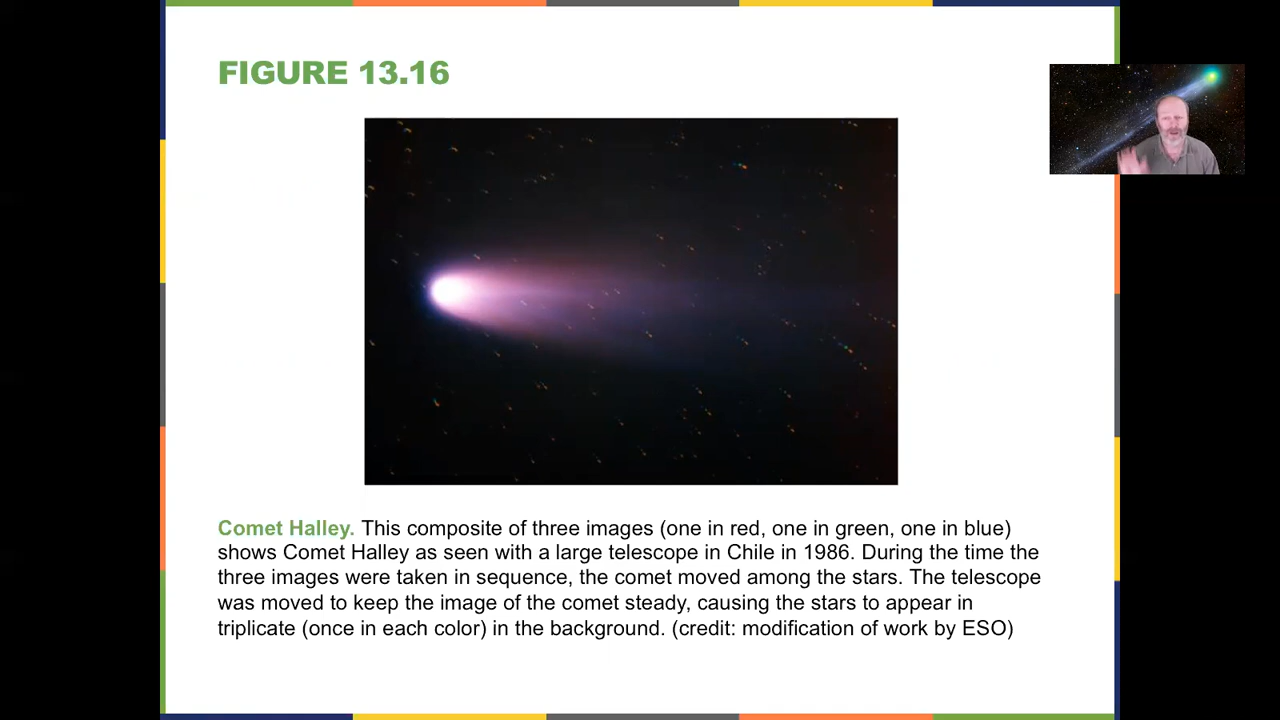 FIGURE 13.16
Comet Halley. This composite of three images (one in red, one in green, one in blue)
shows Comet Halley as seen with a large telescope in Chile in 1986. During the time the
three images were taken in sequence, the comet moved among the stars. The telescope
was moved to keep the image of the comet steady, causing the stars to appear in
triplicate (once in each color) in the background. (credit: modification of work by ESO)